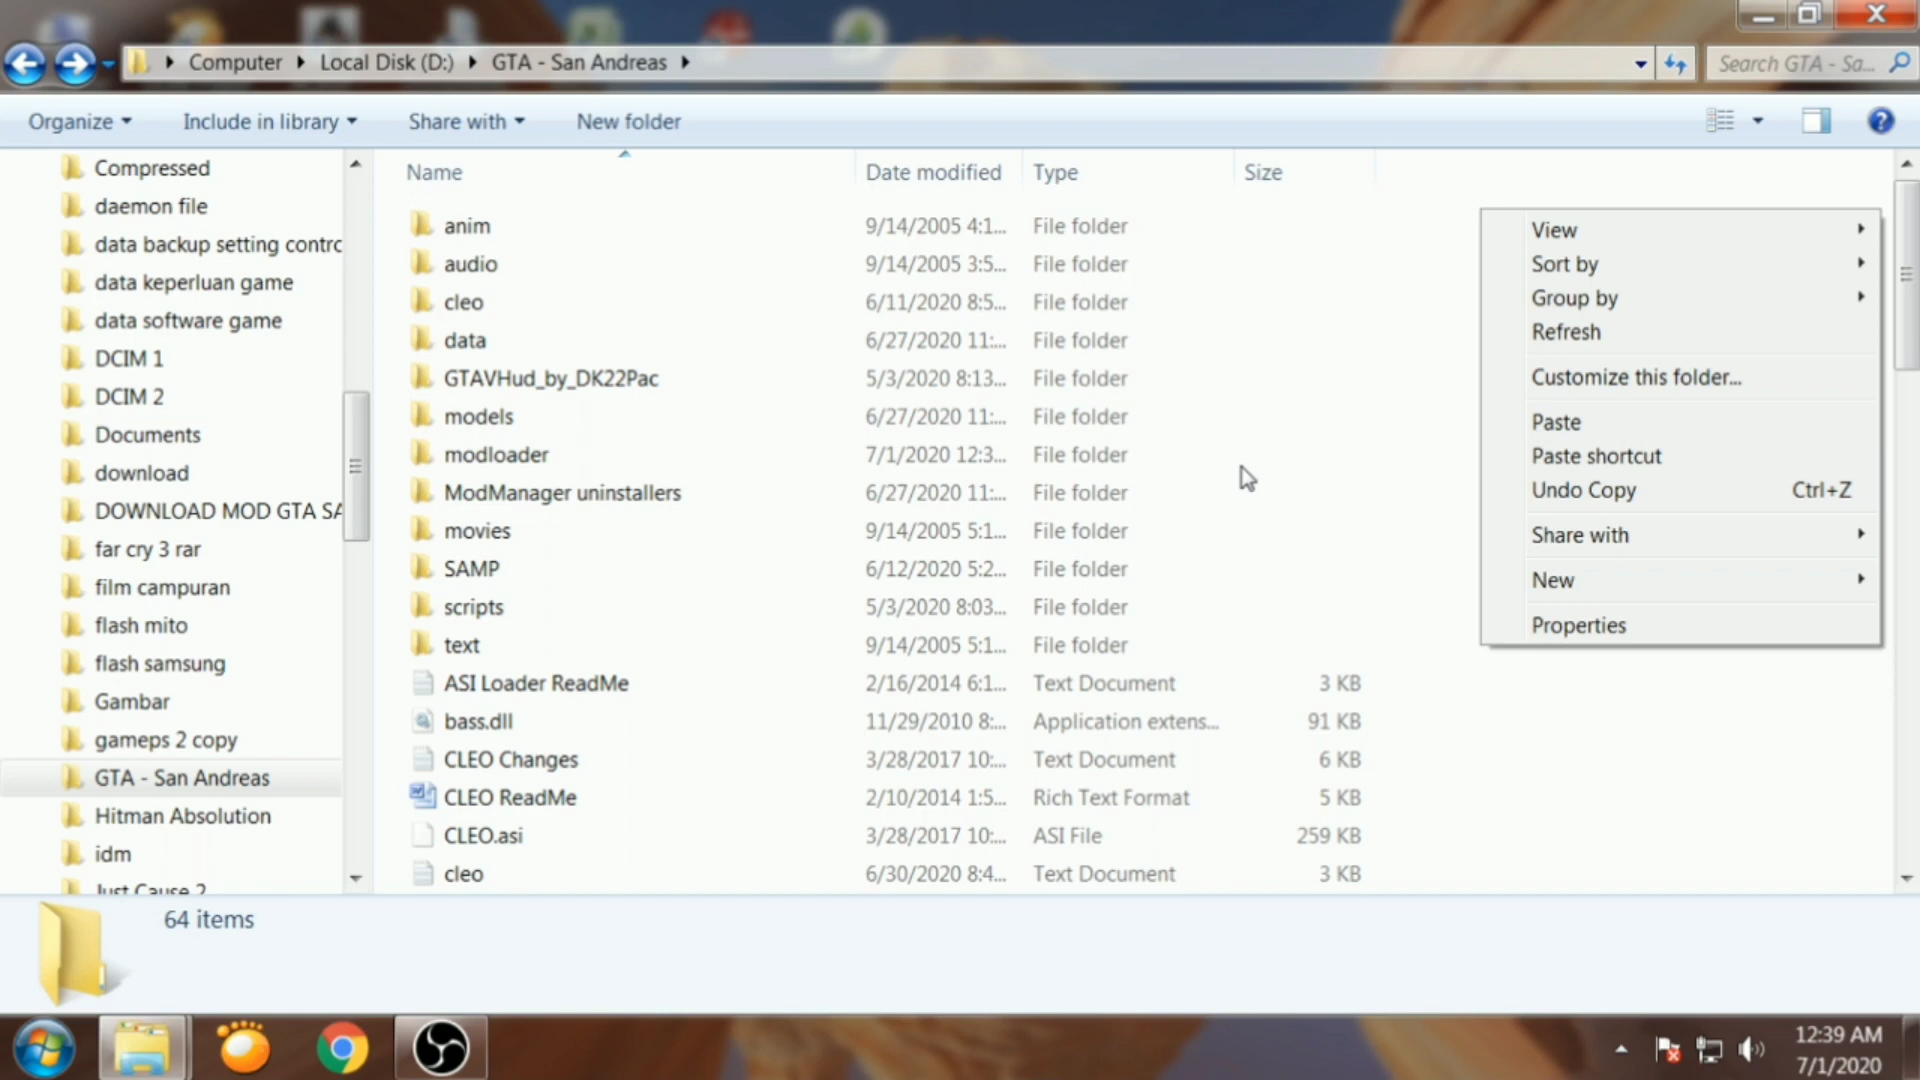 Computer Local Disk (D:) GTA - San Andreas
Search GTA - Sa...
Organize Include in library Share with New folder
Compressed
daemon file
data backup setting contrc
data keperluan game
data software game
DCIM 1
DCIM 2
Documents
download
DOWNLOAD MOD GTA SA
far cry 3 rar
film campuran
flash mito
flash samsung
Gambar
gameps 2 copy
GTA - San Andreas
Hitman Absolution
idm
Just Cause 2
Name Date modified Type Size
anim 9/14/2005 4:1... File folder
audio 9/14/2005 3:5... File folder
cleo 6/11/2020 8:5... File folder
data 6/27/2020 11:... File folder
GTAVHud_by_DK22Pac 5/3/2020 8:13... File folder
models 6/27/2020 11:... File folder
modloader 7/1/2020 12:3... File folder
ModManager uninstallers 6/27/2020 11:... File folder
movies 9/14/2005 5:1... File folder
SAMP 6/12/2020 5:2... File folder
scripts 5/3/2020 8:03... File folder
text 9/14/2005 5:1... File folder
ASI Loader ReadMe 2/16/2014 6:1... Text Document 3 KB
bass.dll 11/29/2010 8:... Application extens... 91 KB
CLEO Changes 3/28/2017 10:... Text Document 6 KB
CLEO ReadMe 2/10/2014 1:5... Rich Text Format 5 KB
CLEO.asi 3/28/2017 10:... ASI File 259 KB
cleo 6/30/2020 8:4... Text Document 3 KB
View
Sort by
Group by
Refresh
Customize this folder...
Paste
Paste shortcut
Undo Copy Ctrl+Z
Share with
New
Properties
64 items
12:39 AM
7/1/2020